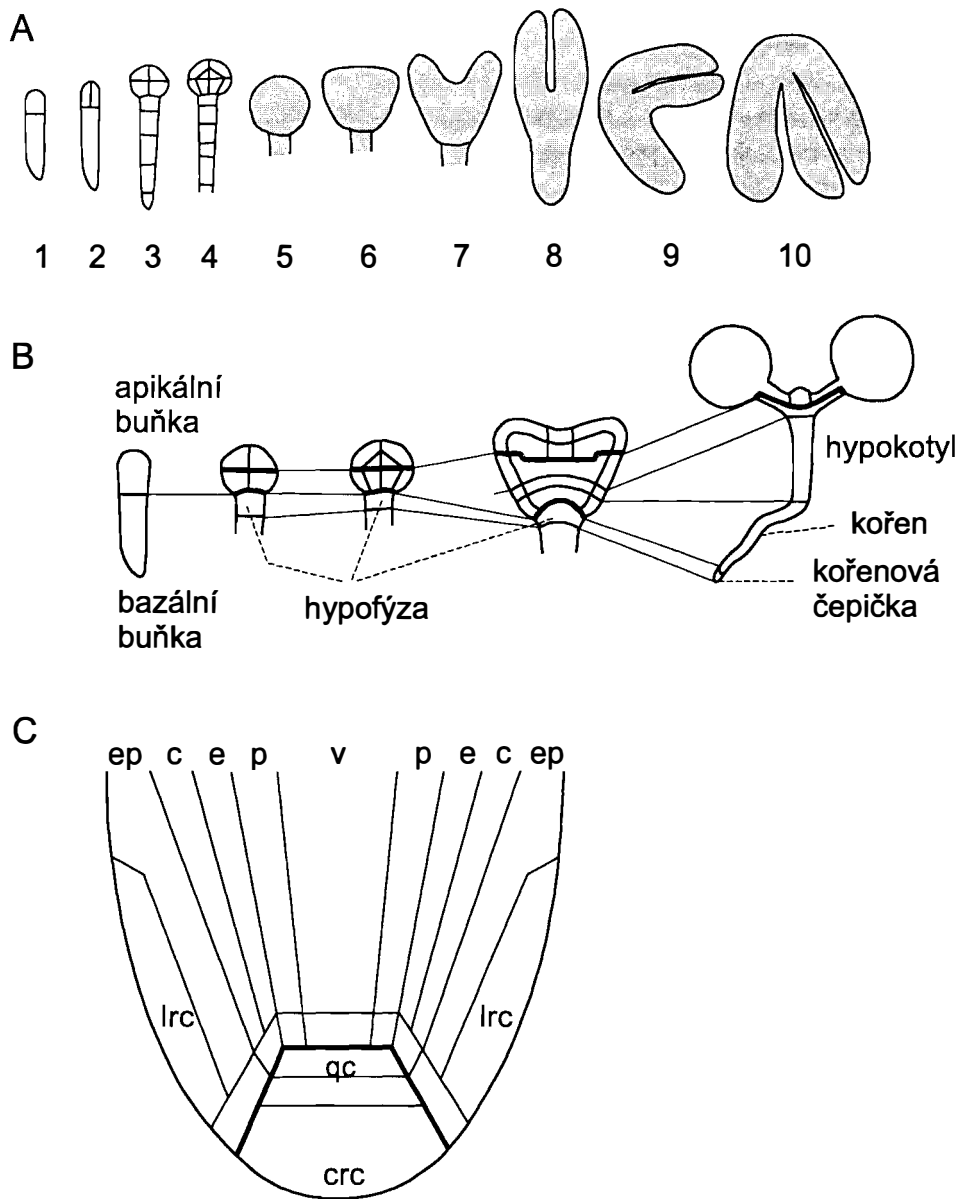 A
1 2 3 4 5 6 7 8 9 10
B
apikální
buňka
bazální
buňka
hypofýza
hypokotyl
kořen
kořenová
čepička
C
ep c e p v p e c ep
lrc lrc
qc
crc